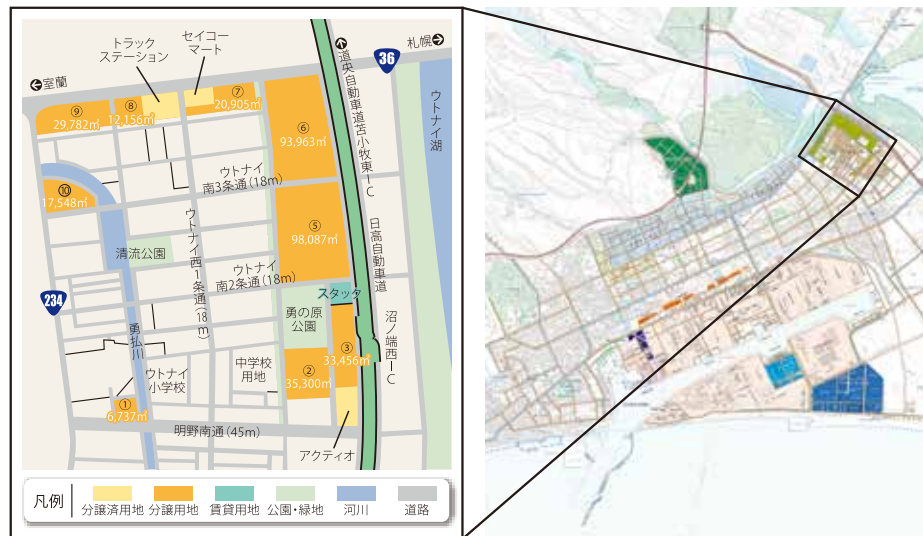 トラック
ステーション
セイコー
マート
札幌
36
室蘭
道央自動車道苫小牧東IC
ウトナイ湖
⑨
29,782㎡
⑧
12,156㎡
⑦
20,905㎡
⑥
93,963㎡
⑩
17,548㎡
ウトナイ
南3条通(18m)
⑤
98,087㎡
日高自動車道
清流公園
ウトナイ西1条通(18m)
ウトナイ
南2条通(18m)
スタッタ
234
勇払川
勇の原
公園
沼ノ端西IC
③
33,456㎡
ウトナイ
小学校
中学校
用地
②
35,300㎡
①
6,737㎡
明野南通(45m)
アクティオ
凡例
分譲済用地
分譲用地
賃貸用地
公園・緑地
河川
道路